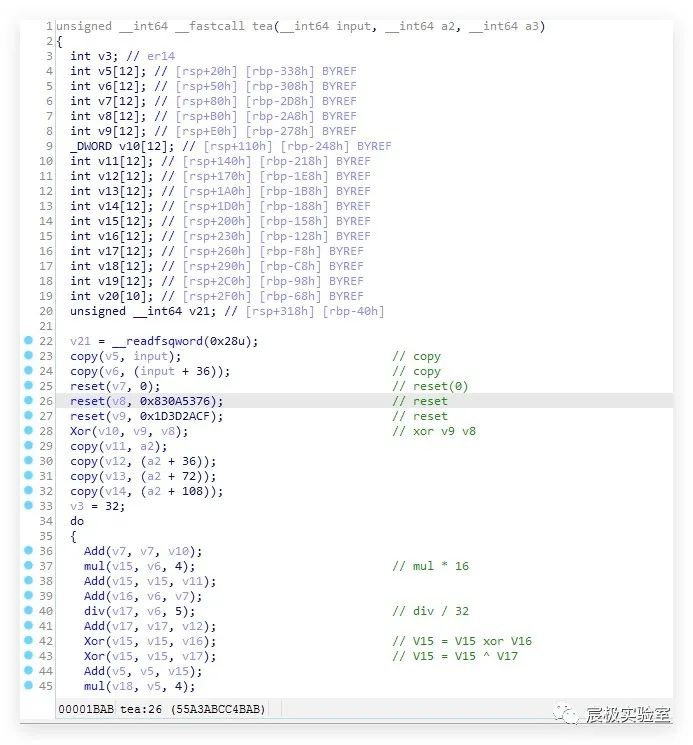 1 unsigned __int64 __fastcall tea(__int64 input, __int64 a2, __int64 a3)
2 {
3 int v3; // er14
4 int v5[12]; // [rsp+20h] [rbp-338h] BYREF
5 int v6[12]; // [rsp+50h] [rbp-308h] BYREF
6 int v7[12]; // [rsp+80h] [rbp-2D8h] BYREF
7 int v8[12]; // [rsp+B0h] [rbp-2A8h] BYREF
8 int v9[12]; // [rsp+E0h] [rbp-278h] BYREF
9 _DWORD v10[12]; // [rsp+110h] [rbp-248h] BYREF
10 int v11[12]; // [rsp+140h] [rbp-218h] BYREF
11 int v12[12]; // [rsp+170h] [rbp-1E8h] BYREF
12 int v13[12]; // [rsp+1A0h] [rbp-1B8h] BYREF
13 int v14[12]; // [rsp+1D0h] [rbp-188h] BYREF
14 int v15[12]; // [rsp+200h] [rbp-158h] BYREF
15 int v16[12]; // [rsp+230h] [rbp-128h] BYREF
16 int v17[12]; // [rsp+260h] [rbp-F8h] BYREF
17 int v18[12]; // [rsp+290h] [rbp-C8h] BYREF
18 int v19[12]; // [rsp+2C0h] [rbp-98h] BYREF
19 int v20[10]; // [rsp+2F0h] [rbp-68h] BYREF
20 unsigned __int64 v21; // [rsp+318h] [rbp-40h]
21
22 v21 = __readfsqword(0x28u);
23 copy(v5, input); // copy
24 copy(v6, (input + 36)); // copy
25 reset(v7, 0); // reset(0)
26 reset(v8, 0x830A5376); // reset
27 reset(v9, 0x1D3D2ACF); // reset
28 Xor(v10, v9, v8); // xor v9 v8
29 copy(v11, a2);
30 copy(v12, (a2 + 36));
31 copy(v13, (a2 + 72));
32 copy(v14, (a2 + 108));
33 v3 = 32;
34 do
35 {
36 Add(v7, v7, v10);
37 mul(v15, v6, 4); // mul * 16
38 Add(v15, v15, v11);
39 Add(v16, v6, v7);
40 div(v17, v6, 5); // div / 32
41 Add(v17, v17, v12);
42 Xor(v15, v15, v16); // V15 = V15 xor V16
43 Xor(v15, v15, v17); // V15 = V15 ^ V17
44 Add(v5, v5, v15);
45 mul(v18, v5, 4);
00001BAB tea:26 (55A3ABCC4BAB)
宸极实验室